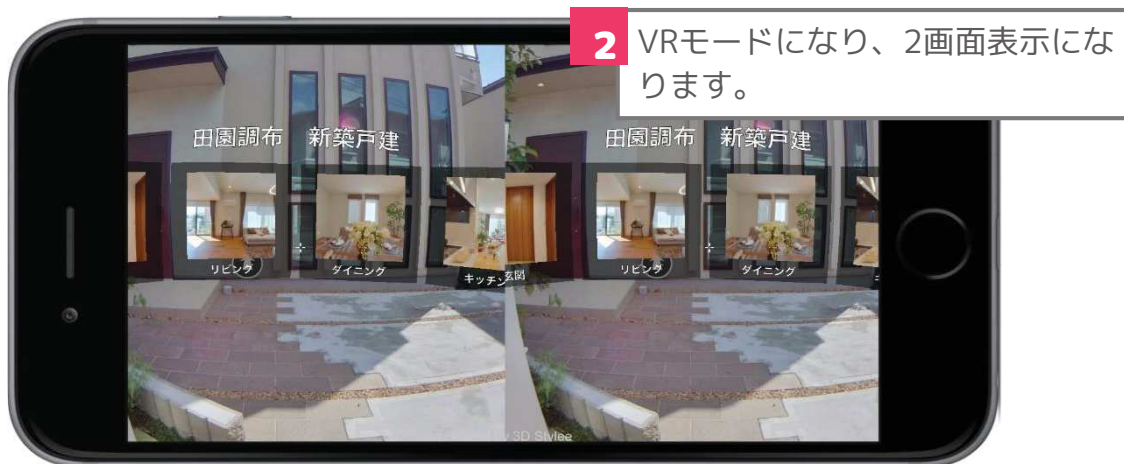 2
VRモードになり、2画面表示にな
ります。
田園調布　新築戸建
リビング
ダイニング
キッチン
玄関
田園調布　新築戸建
リビング
ダイニング
by 3D Stylee